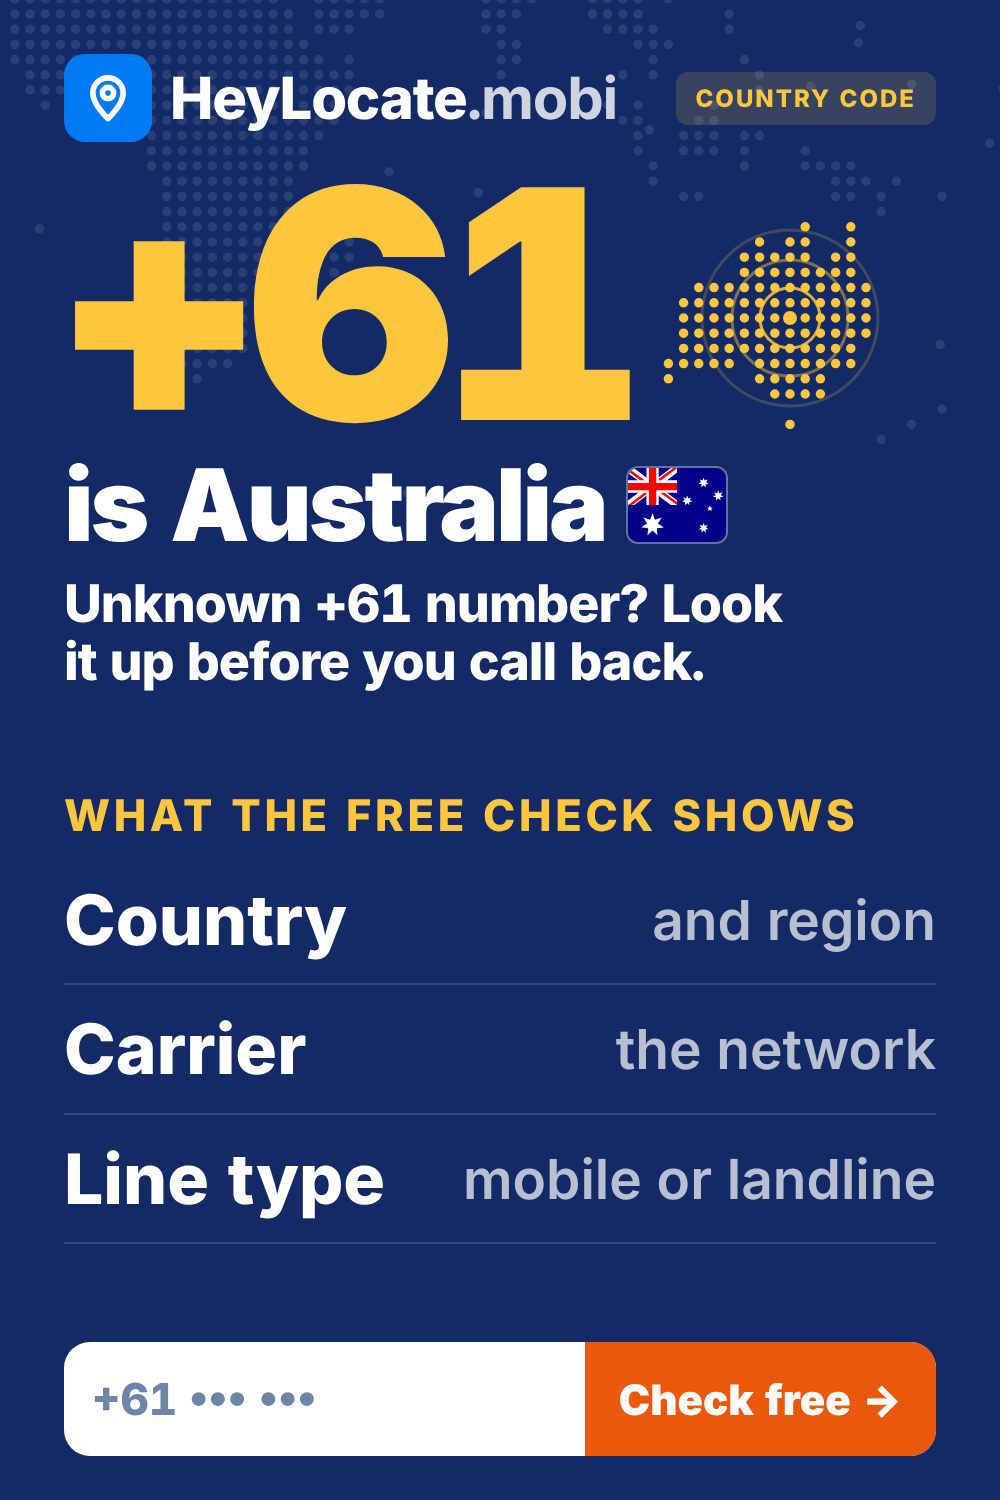 HeyLocate.mobi
COUNTRY CODE
+61
is Australia
Unknown +61 number? Look
it up before you call back.
WHAT THE FREE CHECK SHOWS
Country and region
Carrier the network
Line type mobile or landline
+61 ••• •••
Check free →